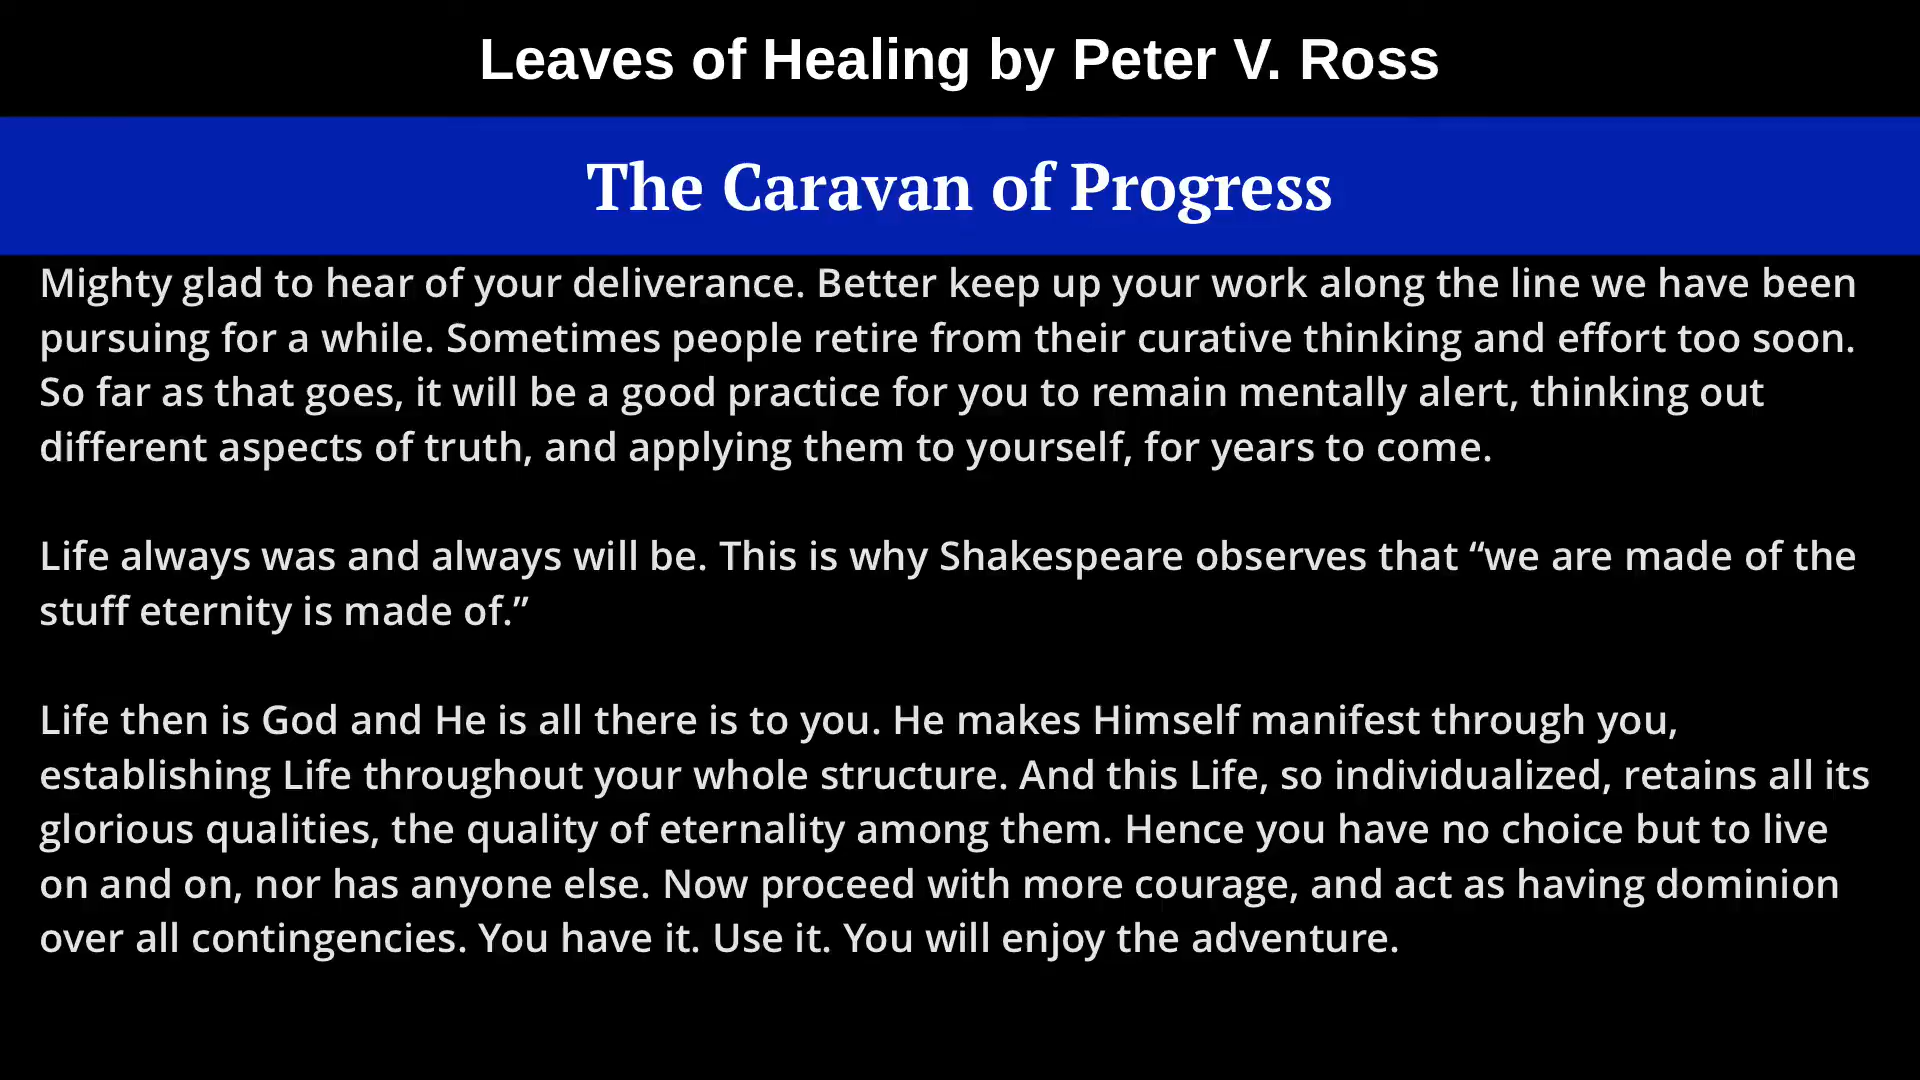 Leaves of Healing by Peter V. Ross
The Caravan of Progress
Mighty glad to hear of your deliverance. Better keep up your work along the line we have been
pursuing for a while. Sometimes people retire from their curative thinking and effort too soon.
So far as that goes, it will be a good practice for you to remain mentally alert, thinking out
different aspects of truth, and applying them to yourself, for years to come.
Life always was and always will be. This is why Shakespeare observes that “we are made of the
stuff eternity is made of.”
Life then is God and He is all there is to you. He makes Himself manifest through you,
establishing Life throughout your whole structure. And this Life, so individualized, retains all its
glorious qualities, the quality of eternality among them. Hence you have no choice but to live
on and on, nor has anyone else. Now proceed with more courage, and act as having dominion
over all contingencies. You have it. Use it. You will enjoy the adventure.